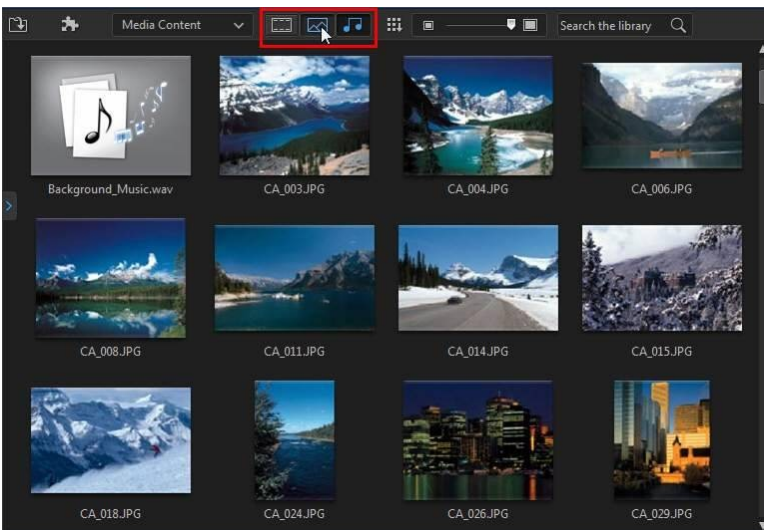 Media Content
Search the library
Background_Music.wav
CA_003.JPG
CA_004.JPG
CA_006.JPG
CA_008.JPG
CA_011.JPG
CA_014.JPG
CA_015.JPG
CA_018.JPG
CA_024.JPG
CA_026.JPG
CA_029.JPG